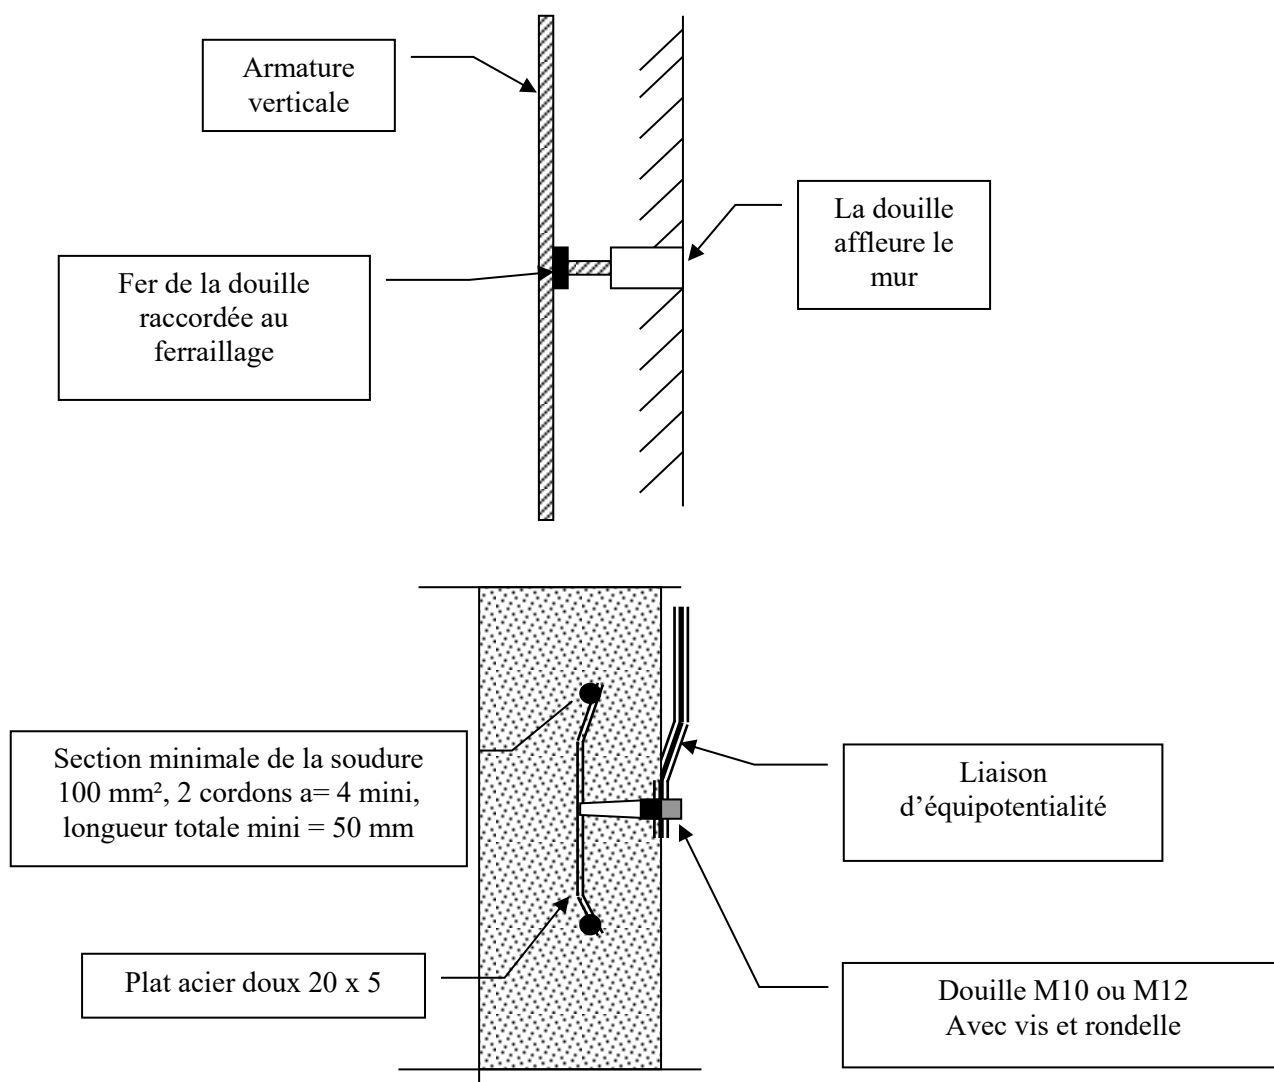 Armature
verticale
La douille
affleure le
mur
Fer de la douille
raccordée au
ferraillage
Section minimale de la soudure
100 mm², 2 cordons a= 4 mini,
longueur totale mini = 50 mm
Liaison
d’équipotentialité
Plat acier doux 20 x 5
Douille M10 ou M12
Avec vis et rondelle